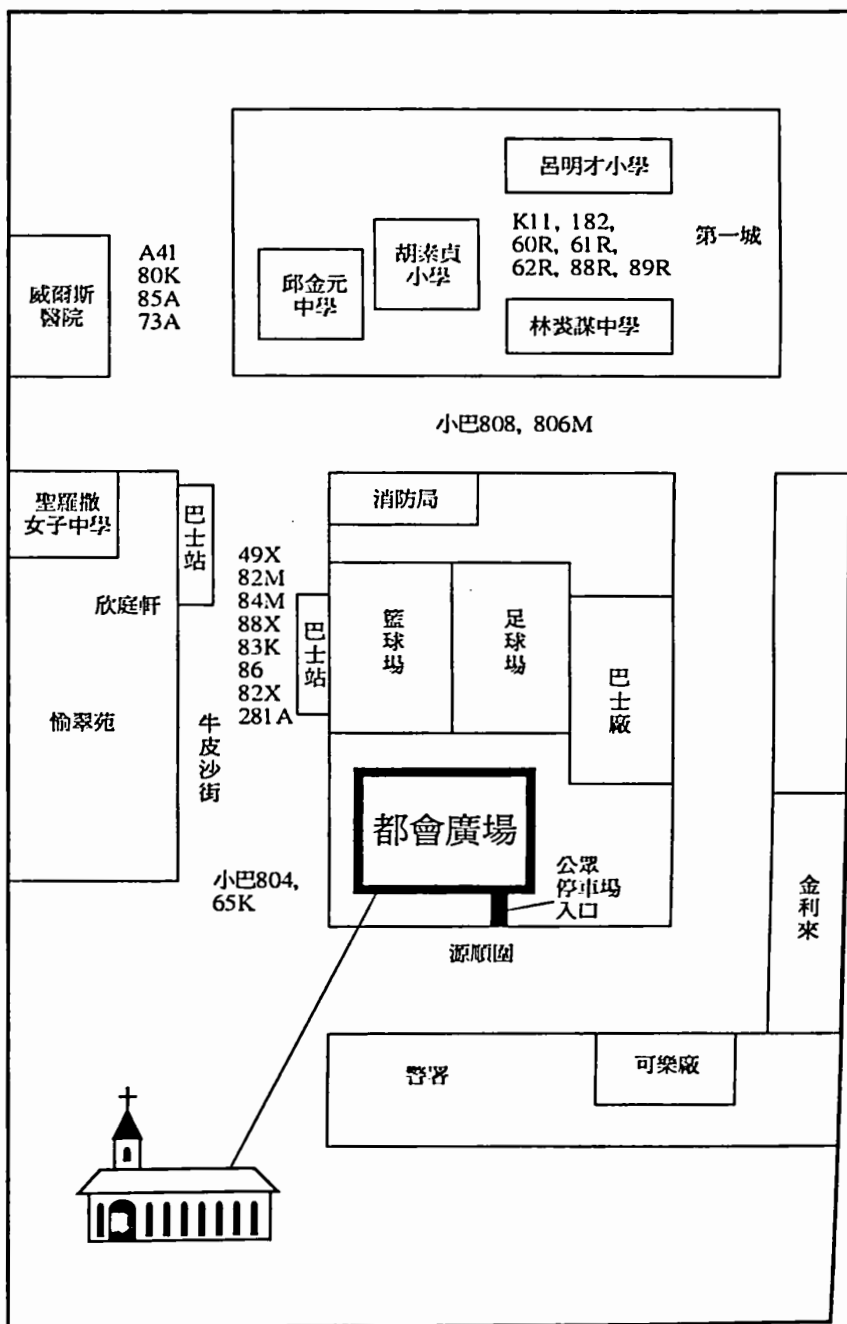 呂明才小學
K11, 182,
60R, 61R,
62R, 88R, 89R
第一城
胡素貞
小學
邱金元
中學
林裘謀中學
A41
80K
85A
73A
威爾斯
醫院
小巴808, 806M
聖羅撒
女子中學
巴士站
欣庭軒
愉翠苑
牛皮沙街
49X
82M
84M
88X
83K
86
82X
281A
巴士站
消防局
籃球場
足球場
巴士廠
都會廣場
公眾
停車場
入口
小巴804,
65K
源順圍
金利來
警署
可樂廠